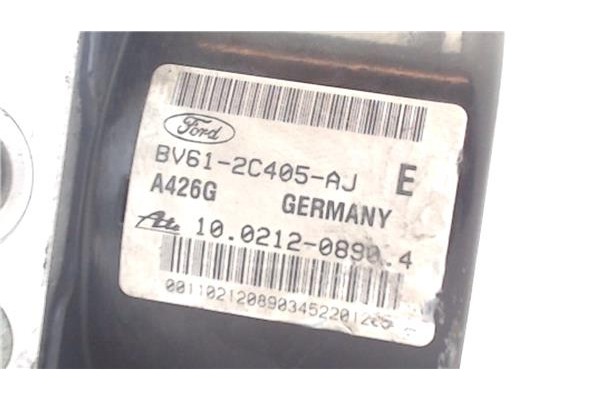 Ford
BV61-2C405-AJ E
A426G GERMANY
Ate 10.0212-0890.4